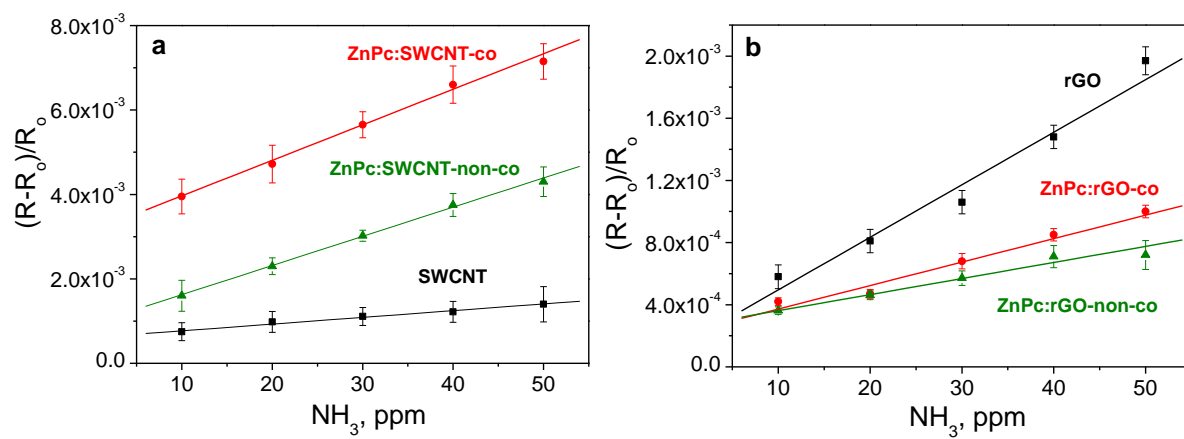 a
ZnPc:SWCNT-co
ZnPc:SWCNT-non-co
SWCNT
8.0x10⁻³
6.0x10⁻³
4.0x10⁻³
2.0x10⁻³
0.0
(R-Rₒ)/Rₒ
10 20 30 40 50
NH₃, ppm
b
rGO
ZnPc:rGO-co
ZnPc:rGO-non-co
2.0x10⁻³
1.6x10⁻³
1.2x10⁻³
8.0x10⁻⁴
4.0x10⁻⁴
0.0
(R-Rₒ)/Rₒ
10 20 30 40 50
NH₃, ppm